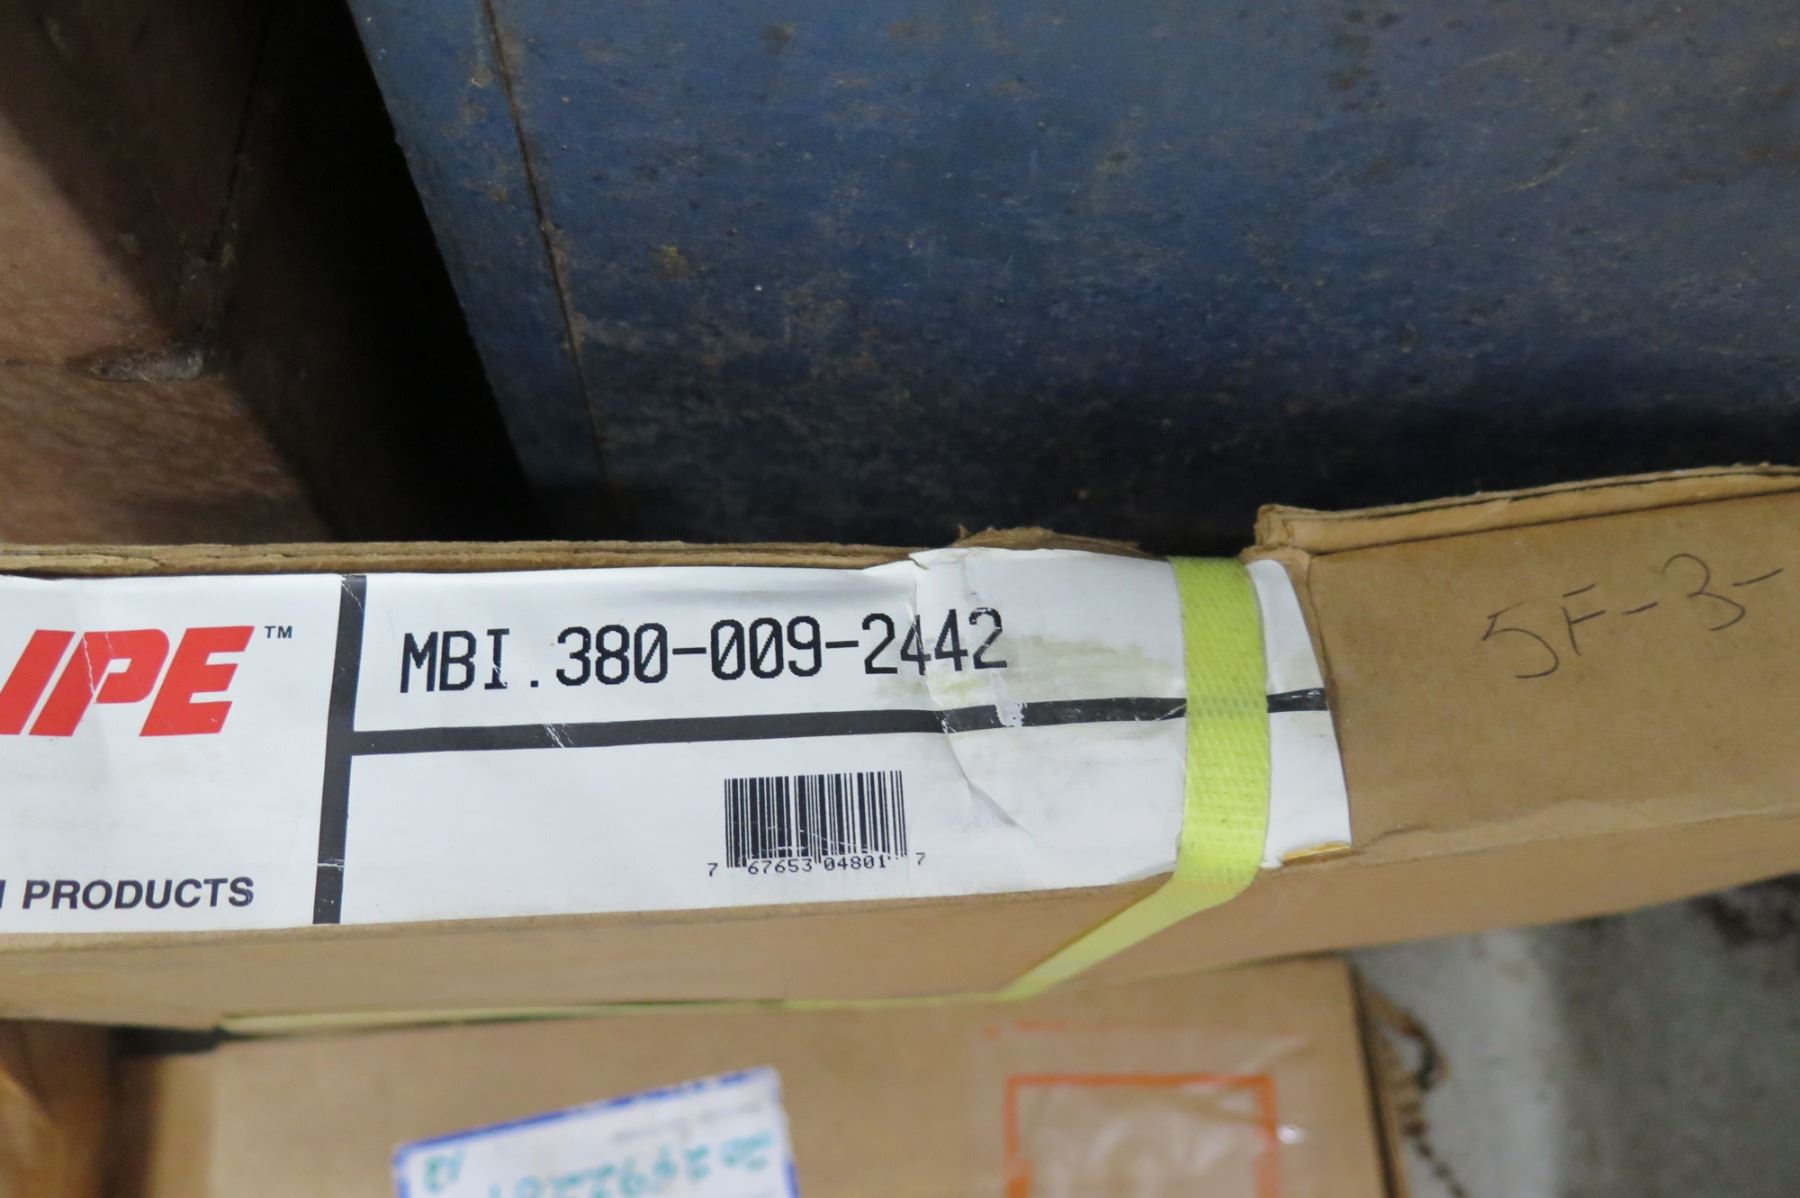 IPE™
MBI.380-009-2442
PRODUCTS
7 67653 04801 7
5F-3-